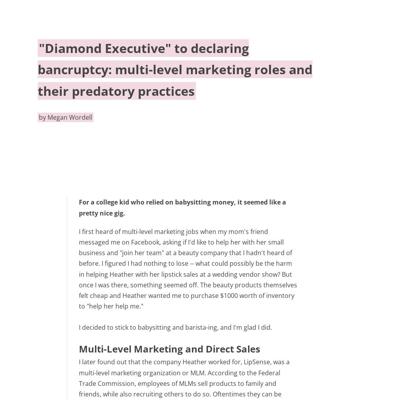 "Diamond Executive" to declaring
bancruptcy: multi-level marketing roles and
their predatory practices
by Megan Wordell
For a college kid who relied on babysitting money, it seemed like a
pretty nice gig.
I first heard of multi-level marketing jobs when my mom's friend
messaged me on Facebook, asking if I'd like to help her with her small
business and "join her team" at a beauty company that I hadn't heard of
before. I figured I had nothing to lose -- what could possibly be the harm
in helping Heather with her lipstick sales at a wedding vendor show? But
once I was there, something seemed off. The beauty products themselves
felt cheap and Heather wanted me to purchase $1000 worth of inventory
to "help her help me."
I decided to stick to babysitting and barista-ing, and I'm glad I did.
Multi-Level Marketing and Direct Sales
I later found out that the company Heather worked for, LipSense, was a
multi-level marketing organization or MLM. According to the Federal
Trade Commission, employees of MLMs sell products to family and
friends, while also recruiting others to do so. Oftentimes they can be